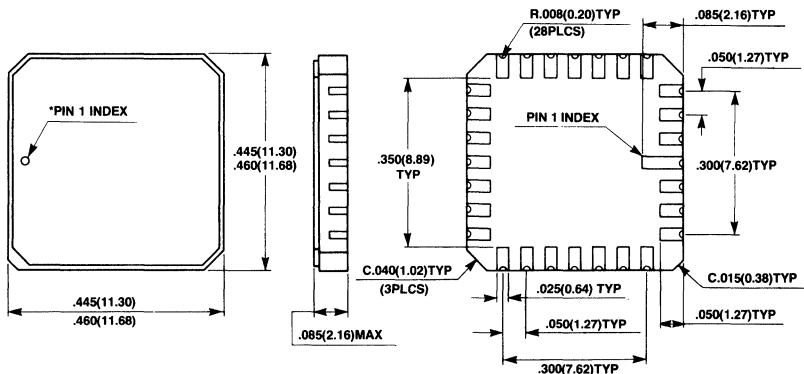 R.008(0.20)TYP
(28PLCS)
.085(2.16)TYP
.050(1.27)TYP
*PIN 1 INDEX
PIN 1 INDEX
.445(11.30)
.460(11.68)
.350(8.89)
TYP
.300(7.62)TYP
C.040(1.02)TYP
(3PLCS)
.025(0.64) TYP
C.015(0.38)TYP
.445(11.30)
.460(11.68)
.085(2.16)MAX
.050(1.27)TYP
.050(1.27)TYP
.300(7.62)TYP